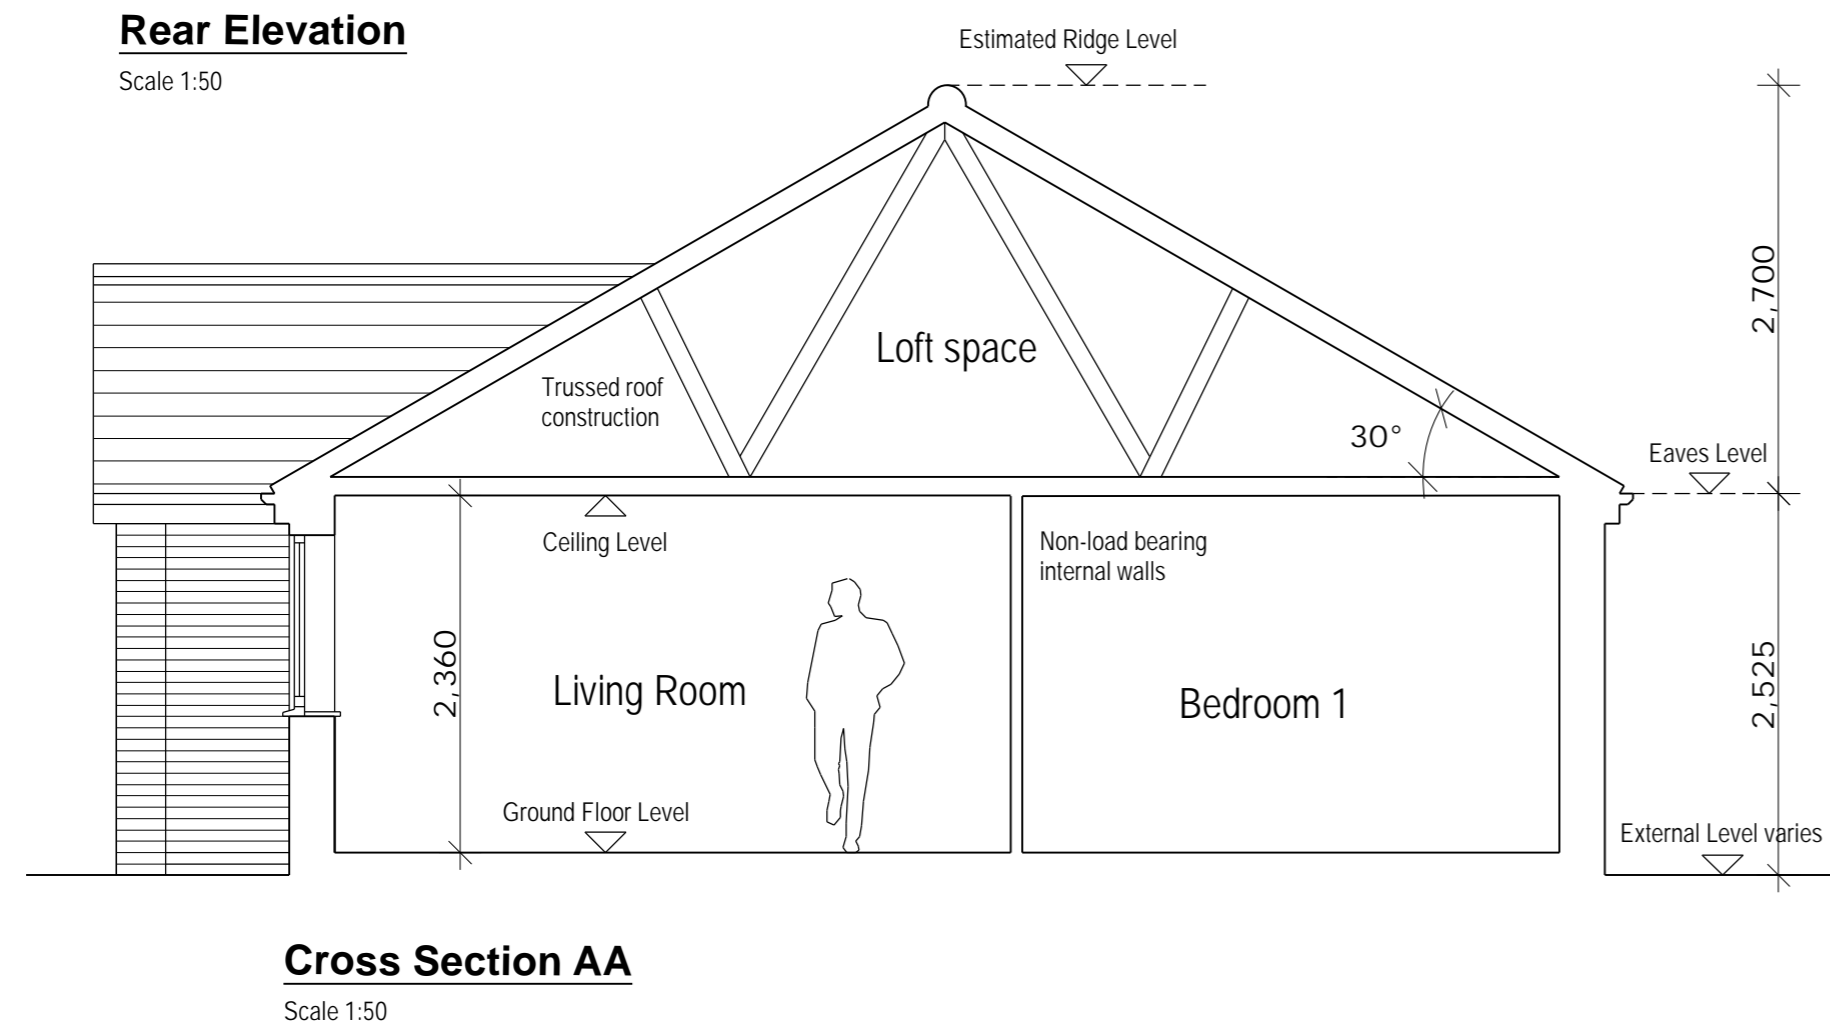 Rear Elevation
Scale 1:50
Estimated Ridge Level
2,700
Loft space
Trussed roof
construction
30°
Eaves Level
Ceiling Level
Non-load bearing
internal walls
2,360
Living Room
Bedroom 1
2,525
Ground Floor Level
External Level varies
Cross Section AA
Scale 1:50